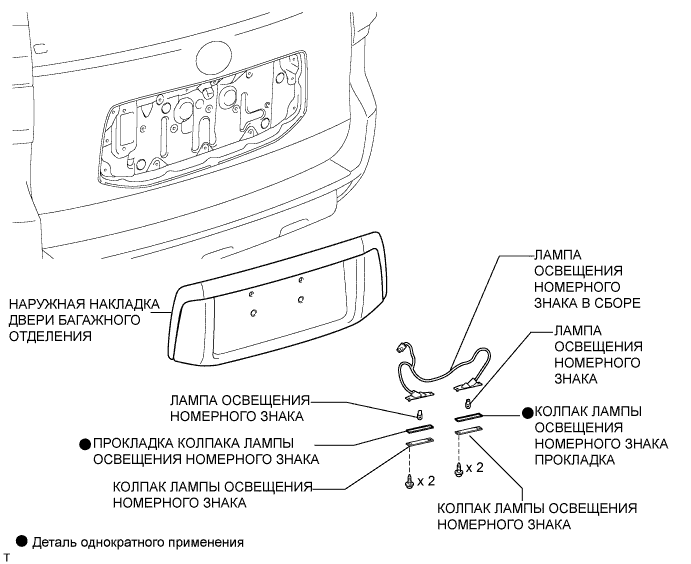 ЛАМПА
ОСВЕЩЕНИЯ
НОМЕРНОГО
ЗНАКА В СБОРЕ
НАРУЖНАЯ НАКЛАДКА
ДВЕРИ БАГАЖНОГО
ОТДЕЛЕНИЯ
ЛАМПА
ОСВЕЩЕНИЯ
НОМЕРНОГО
ЗНАКА
ЛАМПА ОСВЕЩЕНИЯ
НОМЕРНОГО ЗНАКА
КОЛПАК ЛАМПЫ
ОСВЕЩЕНИЯ
НОМЕРНОГО ЗНАКА
ПРОКЛАДКА
ПРОКЛАДКА КОЛПАКА ЛАМПЫ
ОСВЕЩЕНИЯ НОМЕРНОГО ЗНАКА
x 2
x 2
КОЛПАК ЛАМПЫ ОСВЕЩЕНИЯ
НОМЕРНОГО ЗНАКА
КОЛПАК ЛАМПЫ ОСВЕЩЕНИЯ
НОМЕРНОГО ЗНАКА
Деталь однократного применения
T